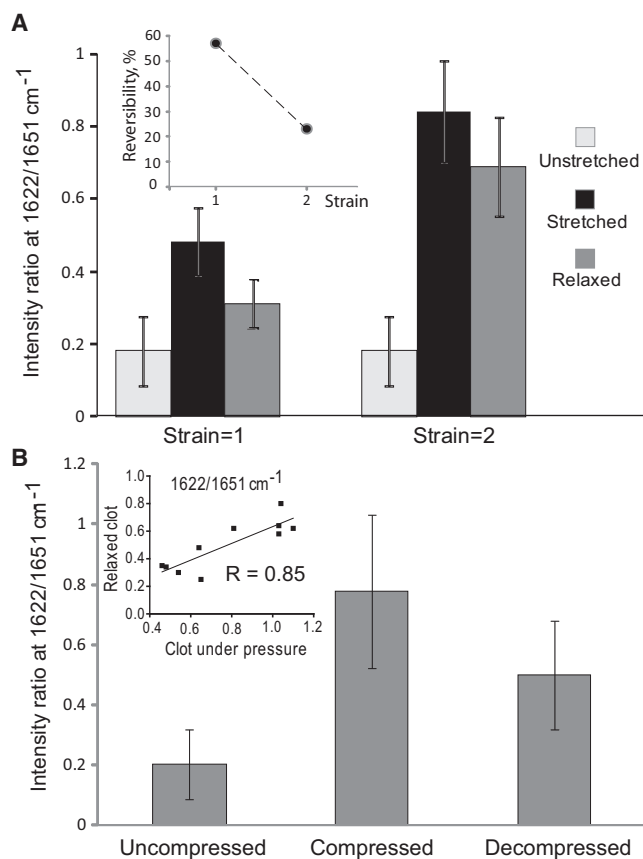 A
Intensity ratio at 1622/1651 cm-1
1
0.8
0.6
0.4
0.2
0
Reversibility, %
60
50
40
30
20
10
0
1
2
Strain
Unstretched
Stretched
Relaxed
Strain=1
Strain=2
B
Intensity ratio at 1622/1651 cm-1
1.2
1
0.8
0.6
0.4
0.2
0
1622/1651 cm-1
Relaxed clot
1.0
0.8
0.6
0.4
0.2
0.0
R = 0.85
0.4
0.6
0.8
1.0
1.2
Clot under pressure
Uncompressed
Compressed
Decompressed